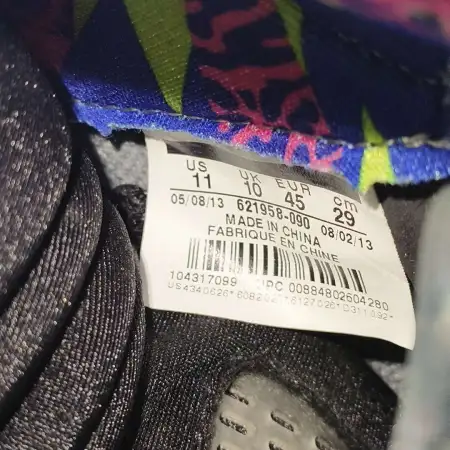 US UK EUR cm
11 10 45 29
05/08/13 621958-090 08/02/13
MADE IN CHINA
FABRIQUE EN CHINE
104317099 UPC 00884802604280